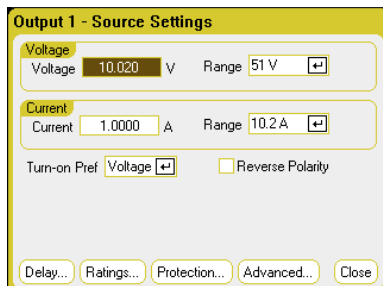 Output 1 - Source Settings
Voltage
Voltage 10.020 V Range 51 V
Current
Current 1.0000 A Range 10.2 A
Turn-on Pref Voltage Reverse Polarity
Delay... Ratings... Protection... Advanced... Close